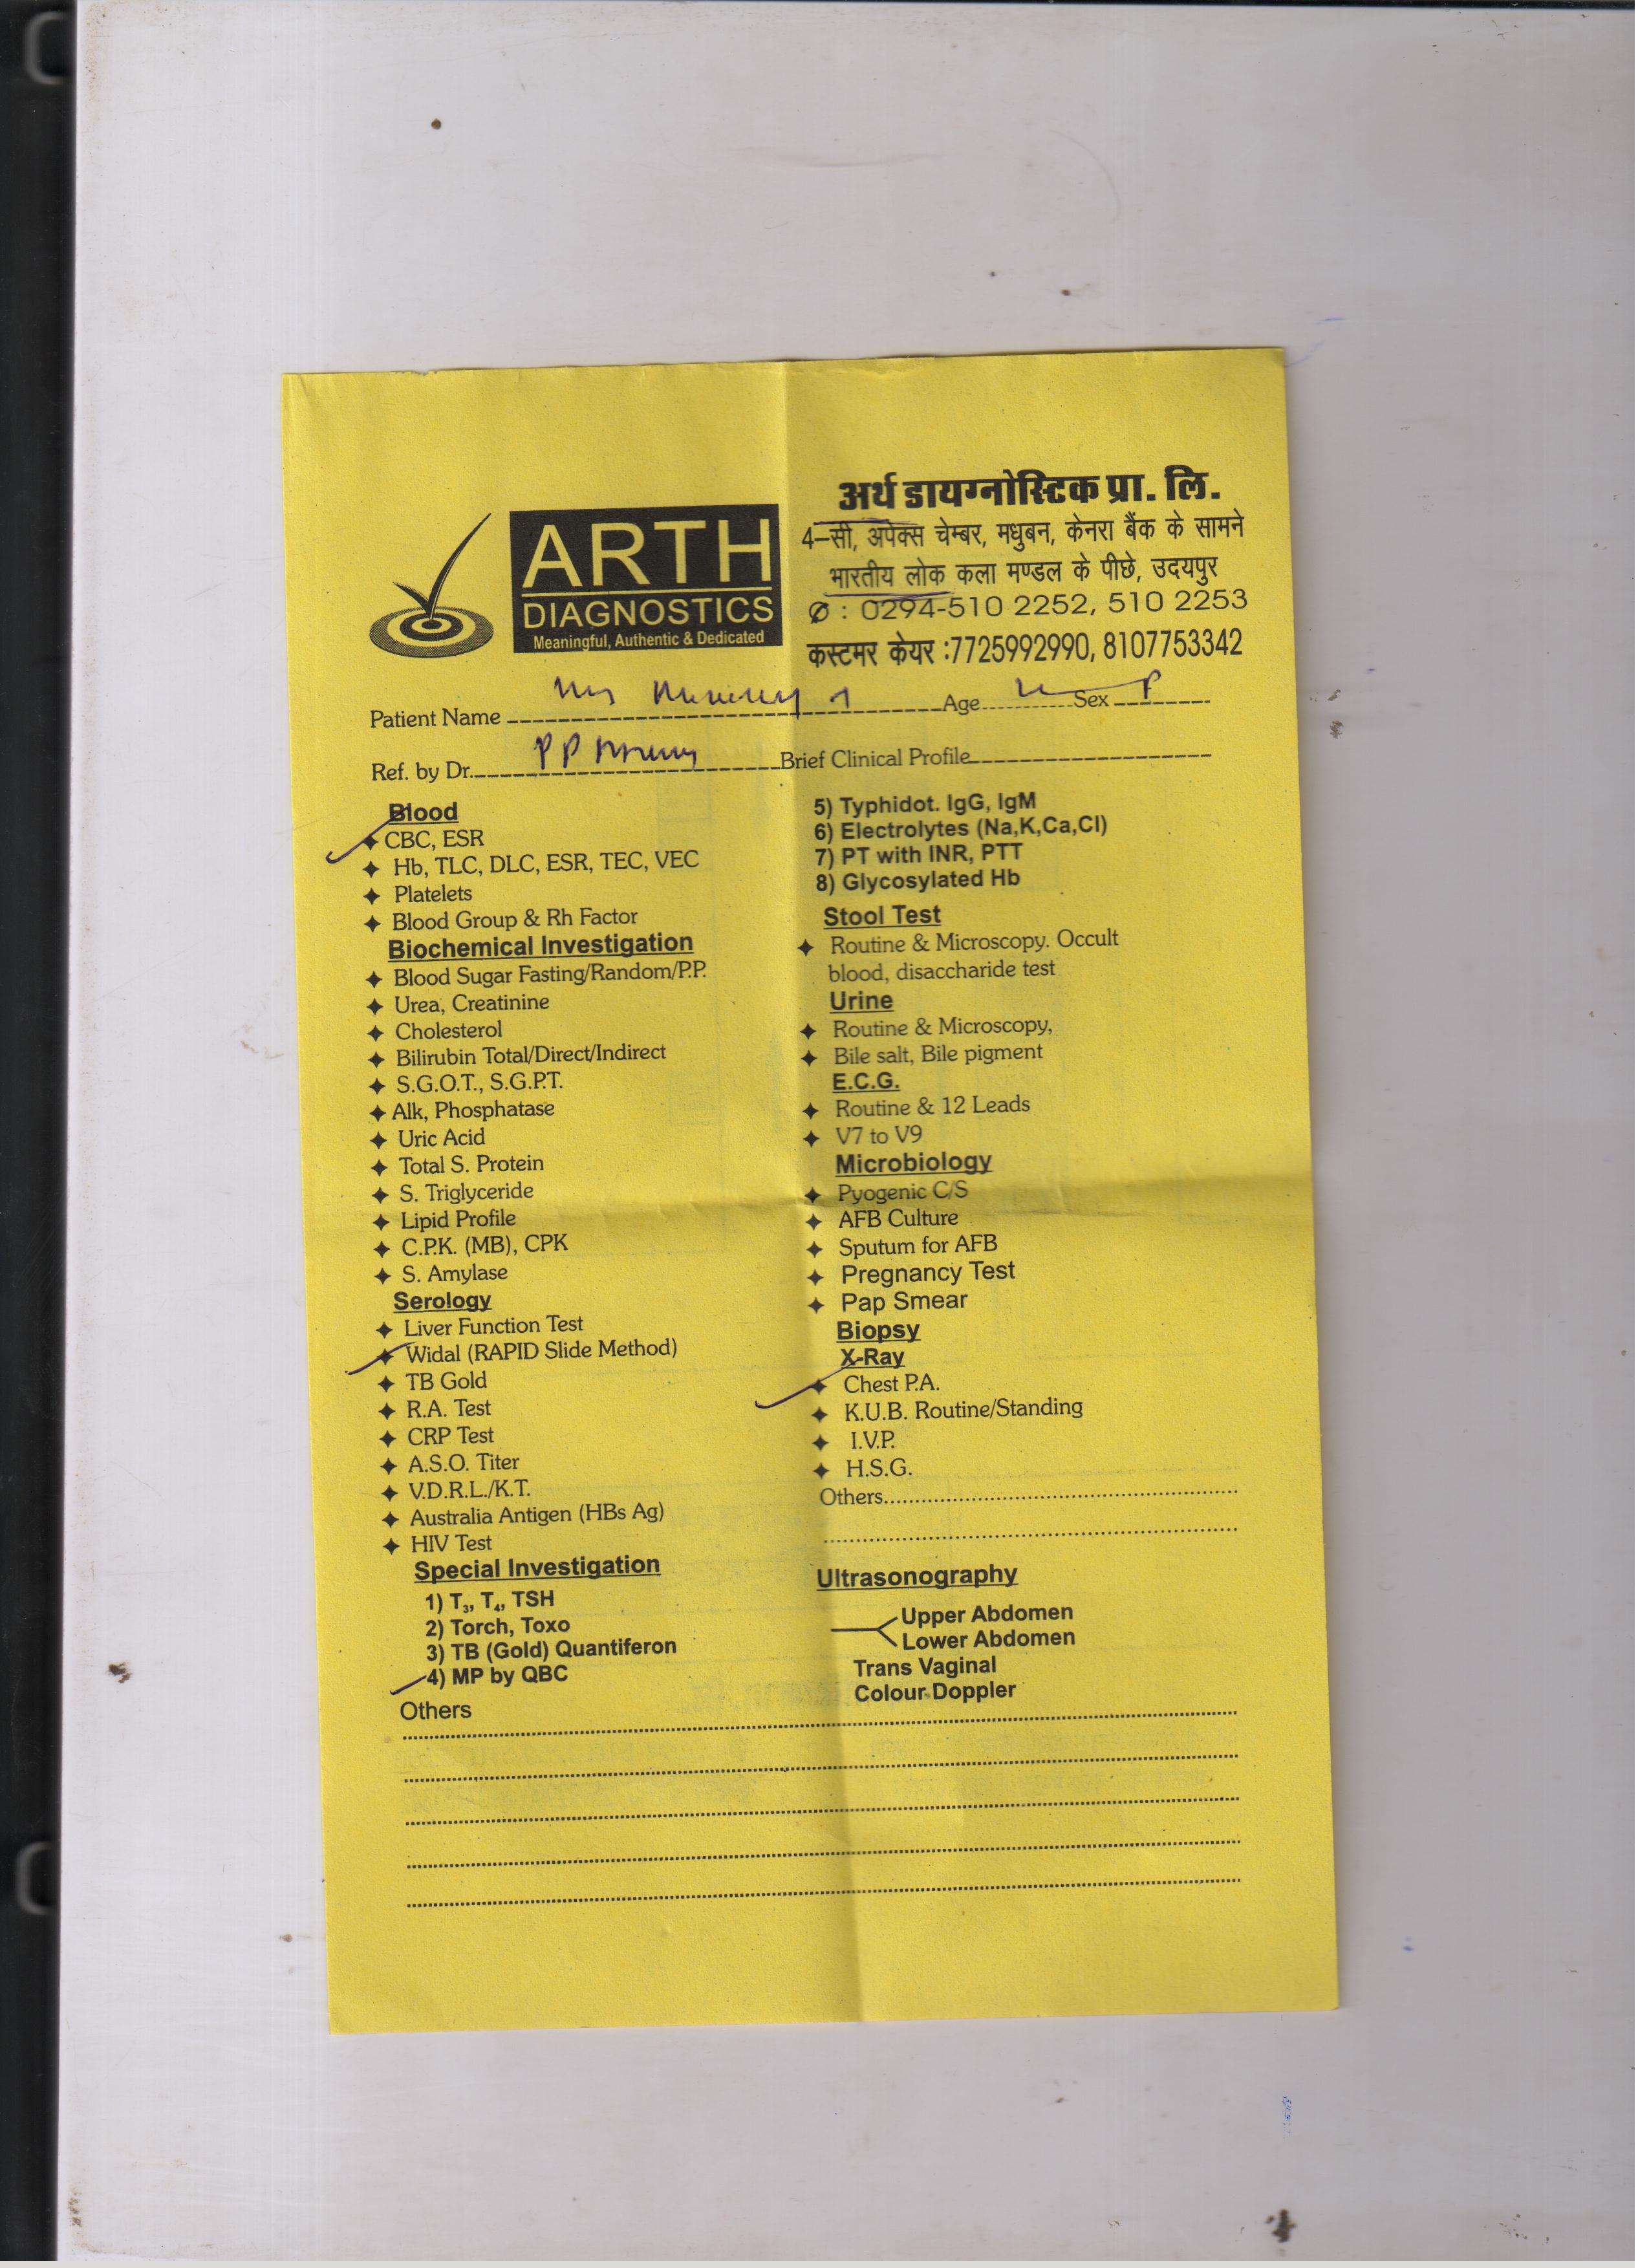 ARTH
DIAGNOSTICS
Meaningful, Authentic & Dedicated
अर्थ डायग्नोस्टिक प्रा. लि.
4-सी, अपेक्स चेम्बर, मधुबन, केनरा बैंक के सामने
भारतीय लोक कला मण्डल के पीछे, उदयपुर
✆ : 0294-510 2252, 510 2253
कस्टमर केयर :7725992990, 8107753342
Patient Name Age Sex
Ref. by Dr. P P Brief Clinical Profile
Blood
CBC, ESR
Hb, TLC, DLC, ESR, TEC, VEC
Platelets
Blood Group & Rh Factor
Biochemical Investigation
Blood Sugar Fasting/Random/P.P.
Urea, Creatinine
Cholesterol
Bilirubin Total/Direct/Indirect
S.G.O.T., S.G.P.T.
Alk, Phosphatase
Uric Acid
Total S. Protein
S. Triglyceride
Lipid Profile
C.P.K. (MB), CPK
S. Amylase
Serology
Liver Function Test
Widal (RAPID Slide Method)
TB Gold
R.A. Test
CRP Test
A.S.O. Titer
V.D.R.L./K.T.
Australia Antigen (HBs Ag)
HIV Test
Special Investigation
1) T₃, T₄, TSH
2) Torch, Toxo
3) TB (Gold) Quantiferon
4) MP by QBC
Others
5) Typhidot. IgG, IgM
6) Electrolytes (Na,K,Ca,Cl)
7) PT with INR, PTT
8) Glycosylated Hb
Stool Test
Routine & Microscopy. Occult
blood, disaccharide test
Urine
Routine & Microscopy,
Bile salt, Bile pigment
E.C.G.
Routine & 12 Leads
V7 to V9
Microbiology
Pyogenic C/S
AFB Culture
Sputum for AFB
Pregnancy Test
Pap Smear
Biopsy
X-Ray
Chest P.A.
K.U.B. Routine/Standing
I.V.P.
H.S.G.
Others
Ultrasonography
Upper Abdomen
Lower Abdomen
Trans Vaginal
Colour Doppler